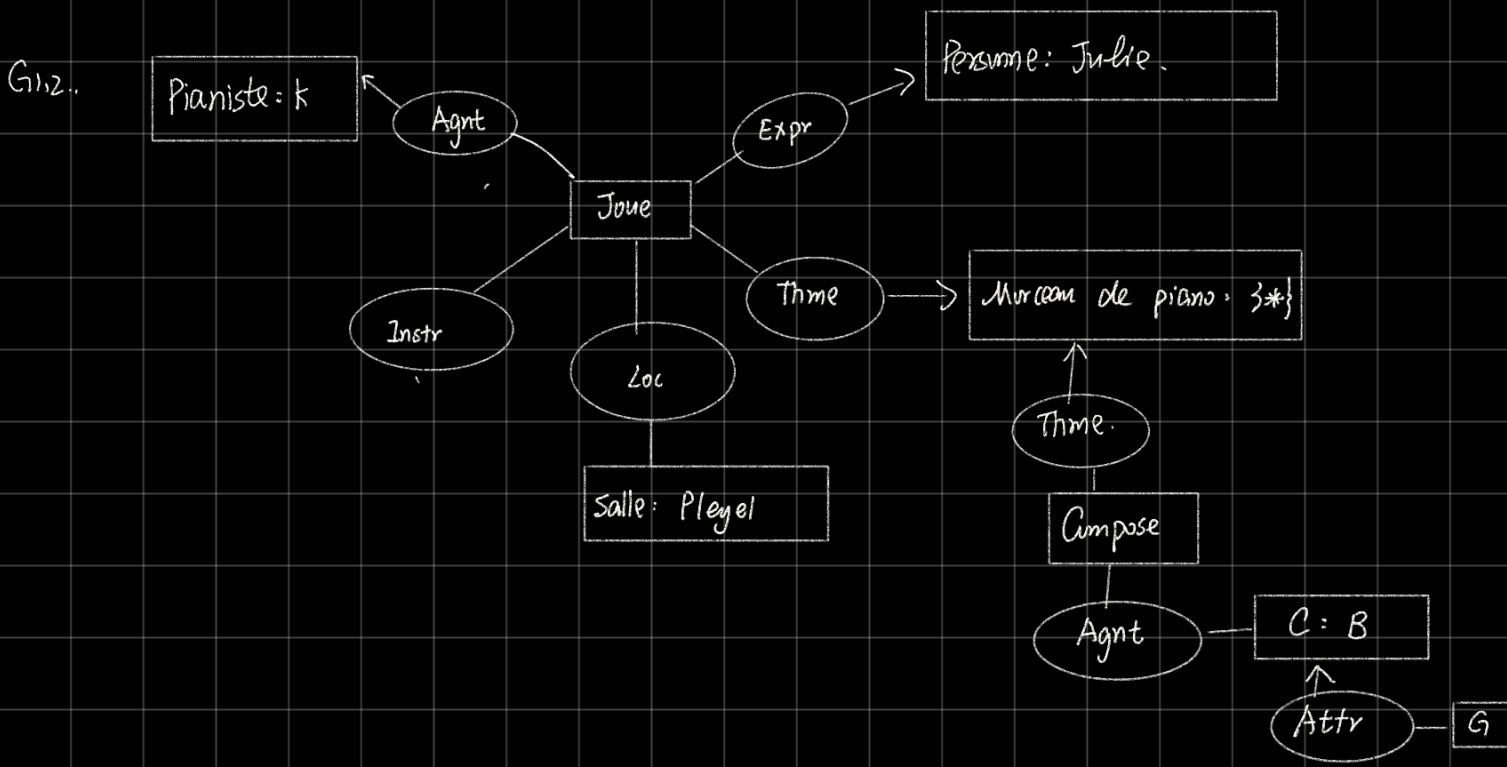 G1,2..
Pianiste: k
Agnt
Expr
Personne: Julie.
Joue
Instr
Loc
Thme
Morceau de piano: {*}
Salle: Pleyel
Thme.
Compose
Agnt
C: B
Attr
G